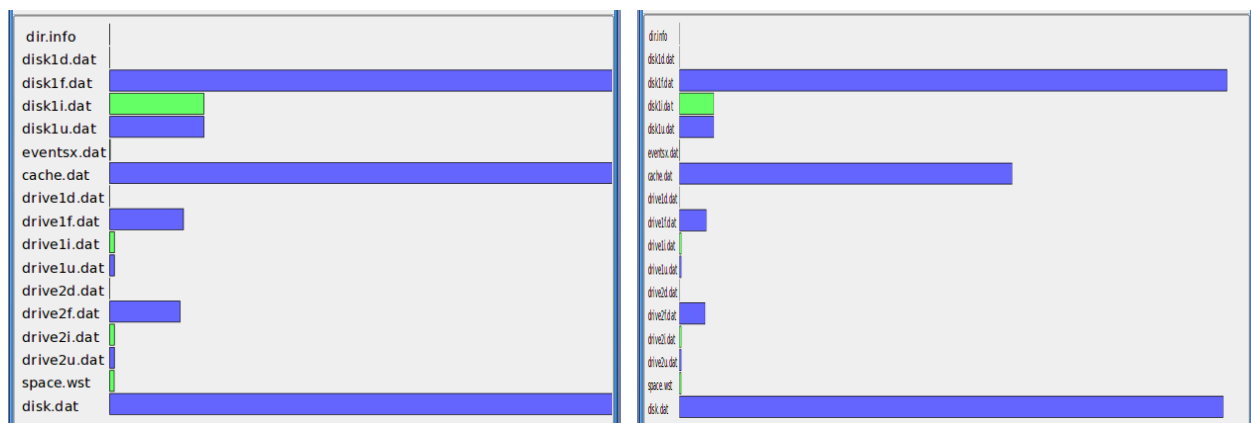 dir.info
disk1d.dat
disk1f.dat
disk1i.dat
disk1u.dat
eventsx.dat
cache.dat
drive1d.dat
drive1f.dat
drive1i.dat
drive1u.dat
drive2d.dat
drive2f.dat
drive2i.dat
drive2u.dat
space.wst
disk.dat
dir.info
disk1d.dat
disk1f.dat
disk1i.dat
disk1u.dat
eventsx.dat
cache.dat
drive1d.dat
drive1f.dat
drive1i.dat
drive1u.dat
drive2d.dat
drive2f.dat
drive2i.dat
drive2u.dat
space.wst
disk.dat